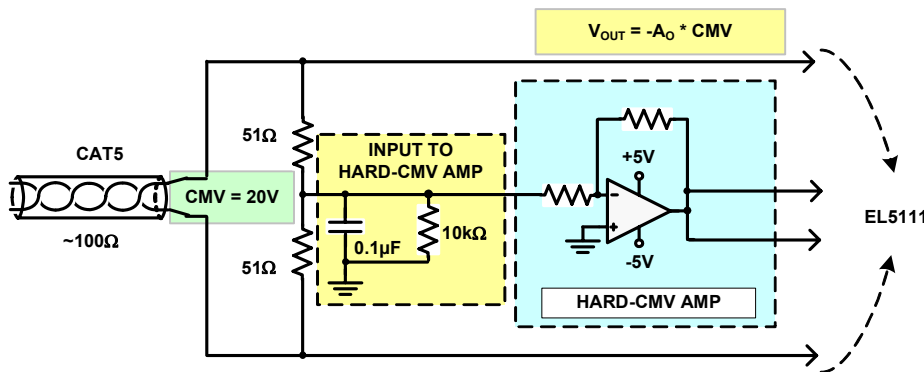 V_OUT = -A_O * CMV
CAT5
~100Ω
CMV = 20V
51Ω
51Ω
INPUT TO
HARD-CMV AMP
0.1µF
10kΩ
+5V
-
+
-5V
HARD-CMV AMP
EL5111